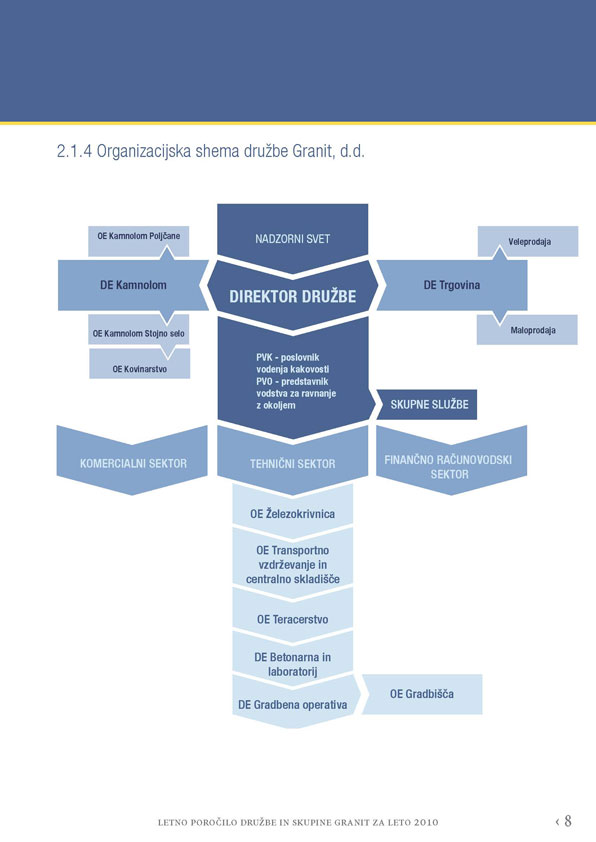 2.1.4 Organizacijska shema družbe Granit, d.d.
NADZORNI SVET
OE Kamnolom Poljčane
DE Kamnolom
OE Kamnolom Stojno selo
OE Kovinarstvo
DIREKTOR DRUŽBE
Veleprodaja
DE Trgovina
Maloprodaja
PVK - poslovnik
vodenja kakovosti
PVO - predstavnik
vodstva za ravnanje
z okoljem
SKUPNE SLUŽBE
KOMERCIALNI SEKTOR
TEHNIČNI SEKTOR
FINANČNO RAČUNOVODSKI
SEKTOR
OE Železokrivnica
OE Transportno
vzdrževanje in
centralno skladišče
OE Teracerstvo
DE Betonarna in
laboratorij
DE Gradbena operativa
OE Gradbišča
LETNO POROČILO DRUŽBE IN SKUPINE GRANIT ZA LETO 2010
‹ 8